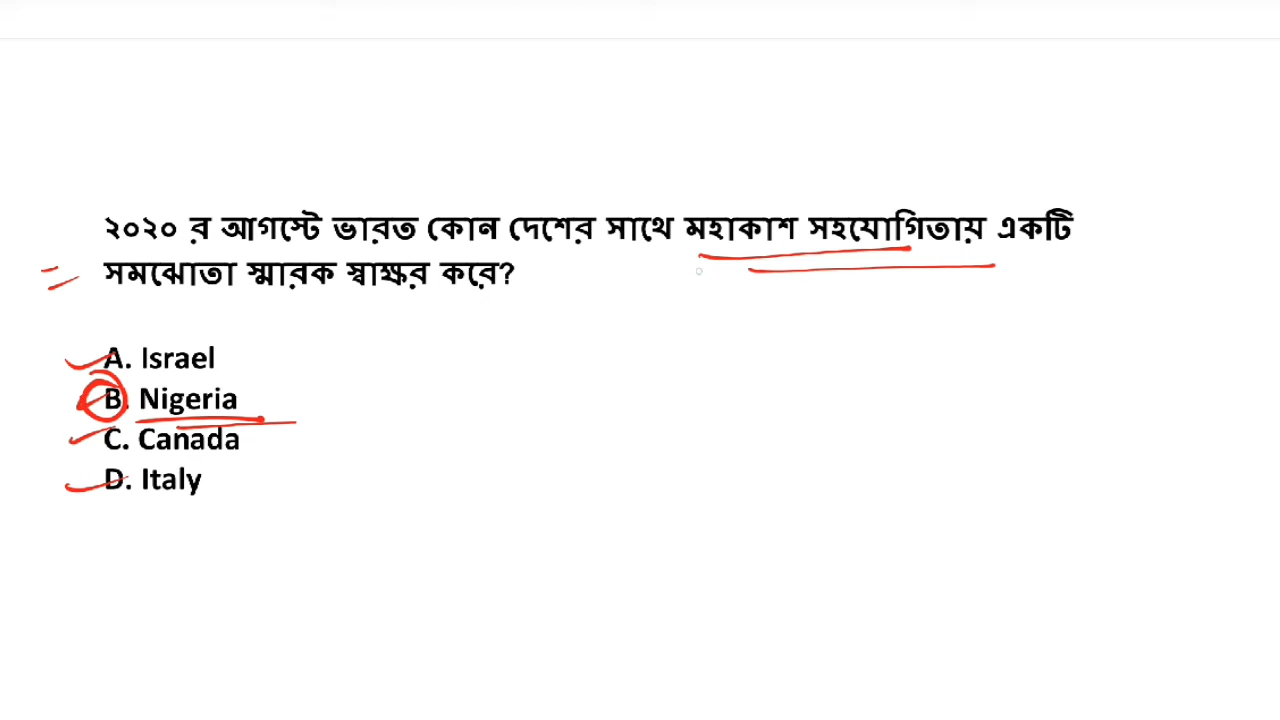 ২০২০ র আগস্টে ভারত কোন দেশের সাথে মহাকাশ সহযোগিতায় একটি
সমঝোতা স্মারক স্বাক্ষর করে?
A. Israel
B. Nigeria
C. Canada
D. Italy